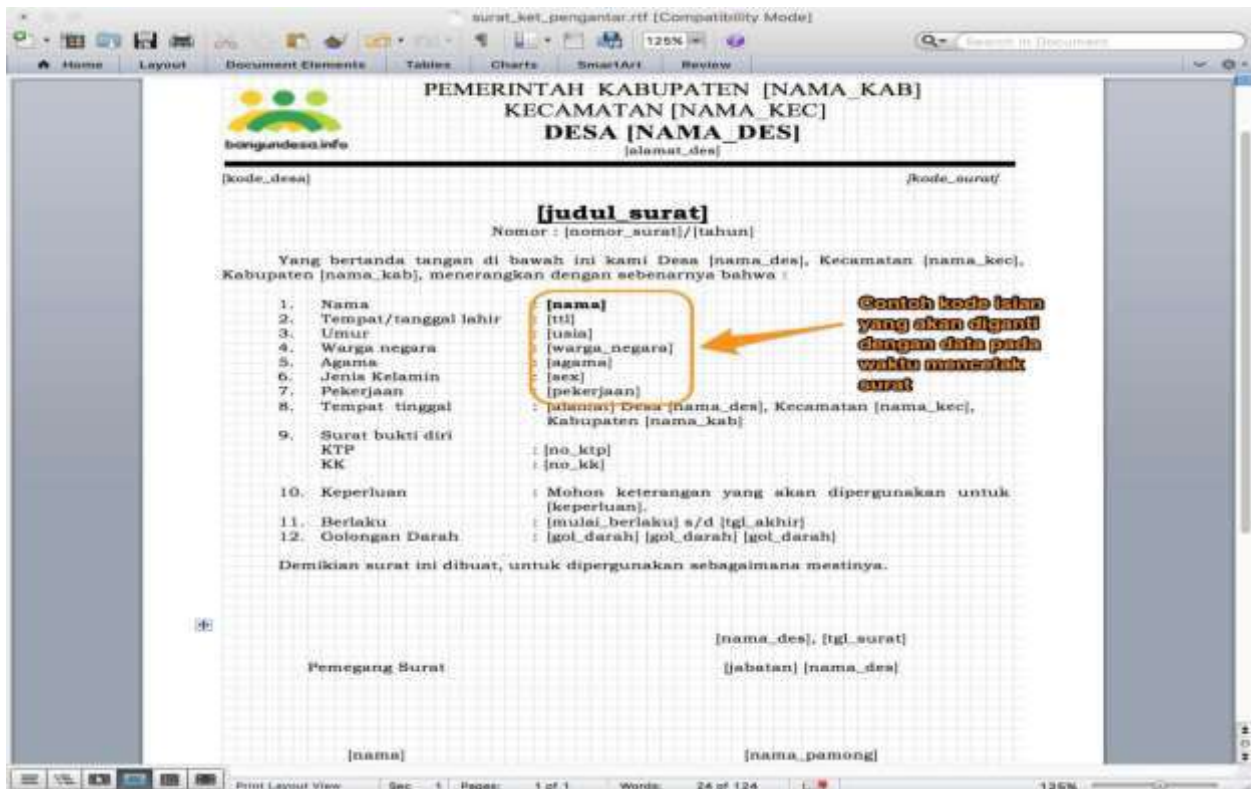 surat_ket_pengantar.rtf [Compatibility Mode]
125%
Search in Document
Home Layout Document Elements Tables Charts SmartArt Review
PEMERINTAH KABUPATEN [NAMA_KAB]
KECAMATAN [NAMA_KEC]
DESA [NAMA_DES]
[alamat_des]
bangundesa.info
[kode_desa] [kode_surat]
[judul_surat]
Nomor : [nomor_surat]/[tahun]
Yang bertanda tangan di bawah ini kami Desa [nama_des], Kecamatan [nama_kec],
Kabupaten [nama_kab], menerangkan dengan sebenarnya bahwa :
1. Nama : [nama]
2. Tempat/tanggal lahir : [ttl]
3. Umur : [usia]
4. Warga negara : [warga_negara]
5. Agama : [agama]
6. Jenis Kelamin : [sex]
7. Pekerjaan : [pekerjaan]
8. Tempat tinggal : [alamat] Desa [nama_des], Kecamatan [nama_kec],
Kabupaten [nama_kab]
9. Surat bukti diri
KTP : [no_ktp]
KK : [no_kk]
10. Keperluan : Mohon keterangan yang akan dipergunakan untuk
[keperluan].
11. Berlaku : [mulai_berlaku] s/d [tgl_akhir]
12. Golongan Darah : [gol_darah] [gol_darah] [gol_darah]
Contoh kode isian
yang akan diganti
dengan data pada
waktu mencetak
surat
Demikian surat ini dibuat, untuk dipergunakan sebagaimana mestinya.
[nama_des], [tgl_surat]
Pemegang Surat [jabatan] [nama_des]
[nama] [nama_pamong]
Print Layout View Sec 1 Pages: 1 of 1 Words: 24 of 124 125%